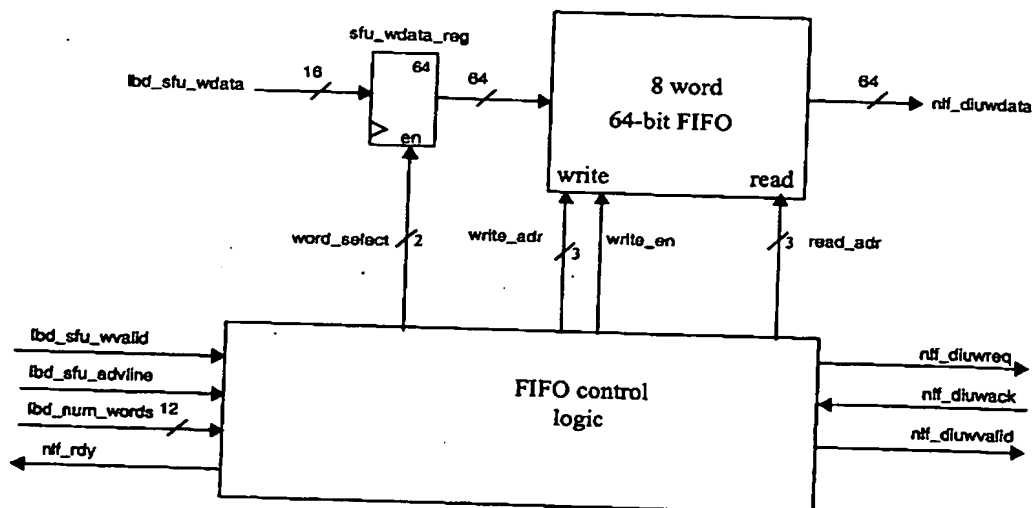 sfu_wdata_reg
lbd_sfu_wdata
16
64
en
64
8 word
64-bit FIFO
write
read
64
nlf_diuwdata
word_select
2
write_adr
3
write_en
3
read_adr
lbd_sfu_wvalid
lbd_sfu_advline
lbd_num_words
12
nlf_rdy
FIFO control
logic
nlf_diuwreq
nlf_diuwack
nlf_diuwvalid